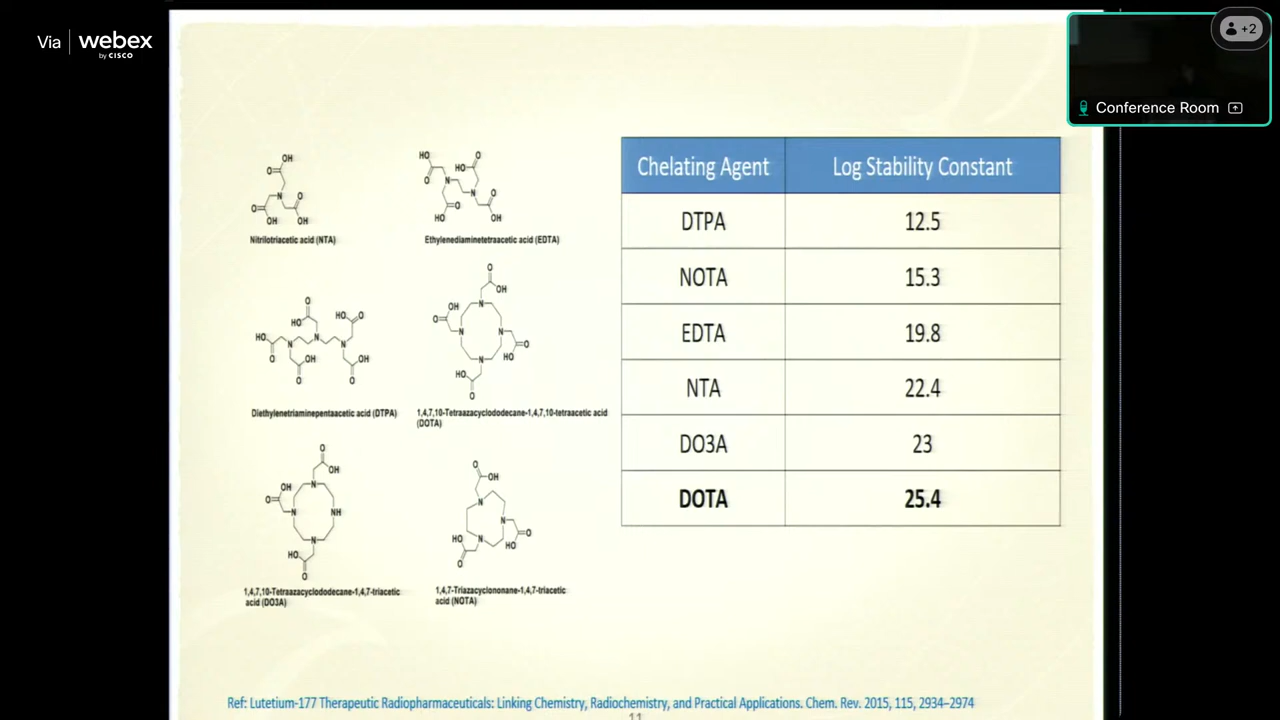 Via webex
by CISCO
+2
Conference Room
Chelating Agent Log Stability Constant
DTPA 12.5
NOTA 15.3
EDTA 19.8
NTA 22.4
DO3A 23
DOTA 25.4
Nitrilotriacetic acid (NTA)
Ethylenediaminetetraacetic acid (EDTA)
Diethylenetriaminepentaacetic acid (DTPA)
1,4,7,10-Tetraazacyclododecane-1,4,7,10-tetraacetic acid
(DOTA)
1,4,7,10-Tetraazacyclododecane-1,4,7-triacetic
acid (DO3A)
1,4,7-Triazacyclononane-1,4,7-triacetic
acid (NOTA)
Ref: Lutetium-177 Therapeutic Radiopharmaceuticals: Linking Chemistry, Radiochemistry, and Practical Applications. Chem. Rev. 2015, 115, 2934–2974
11